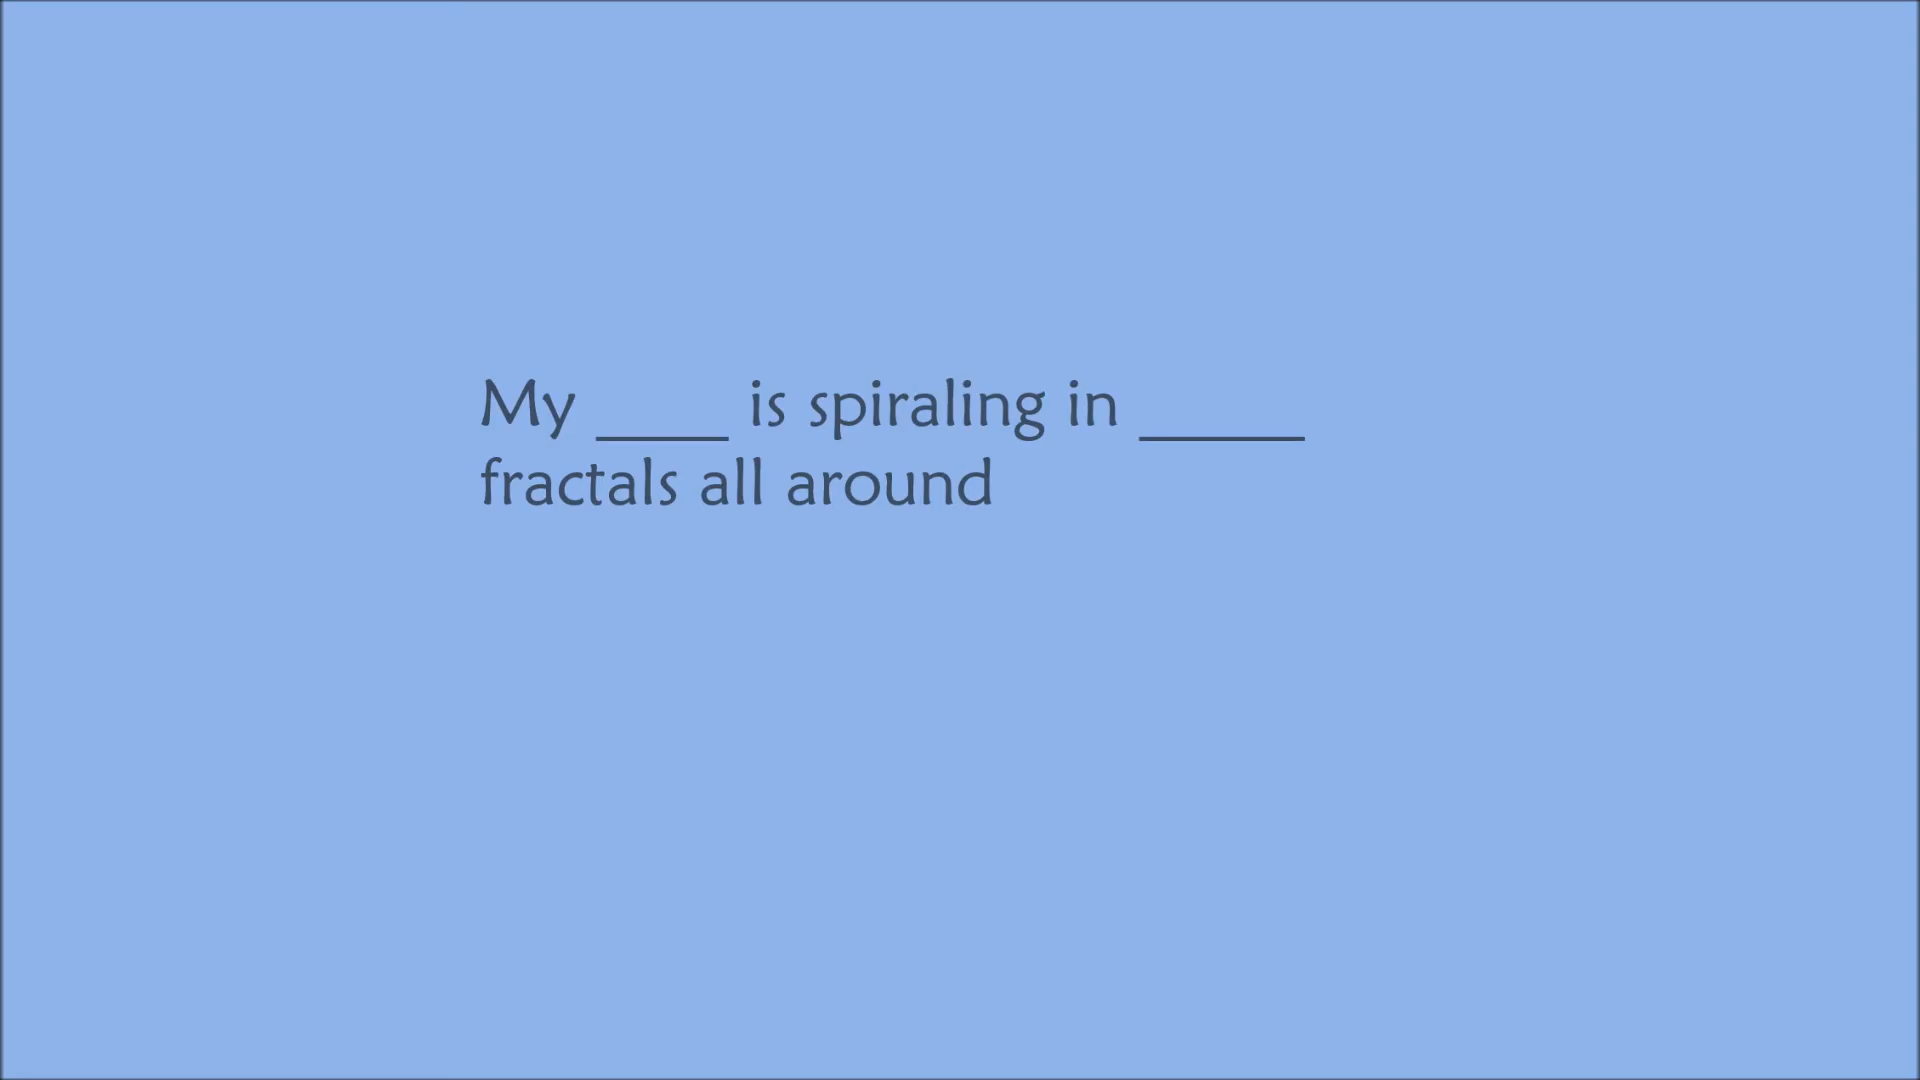 My ____ is spiraling in _____
fractals all around